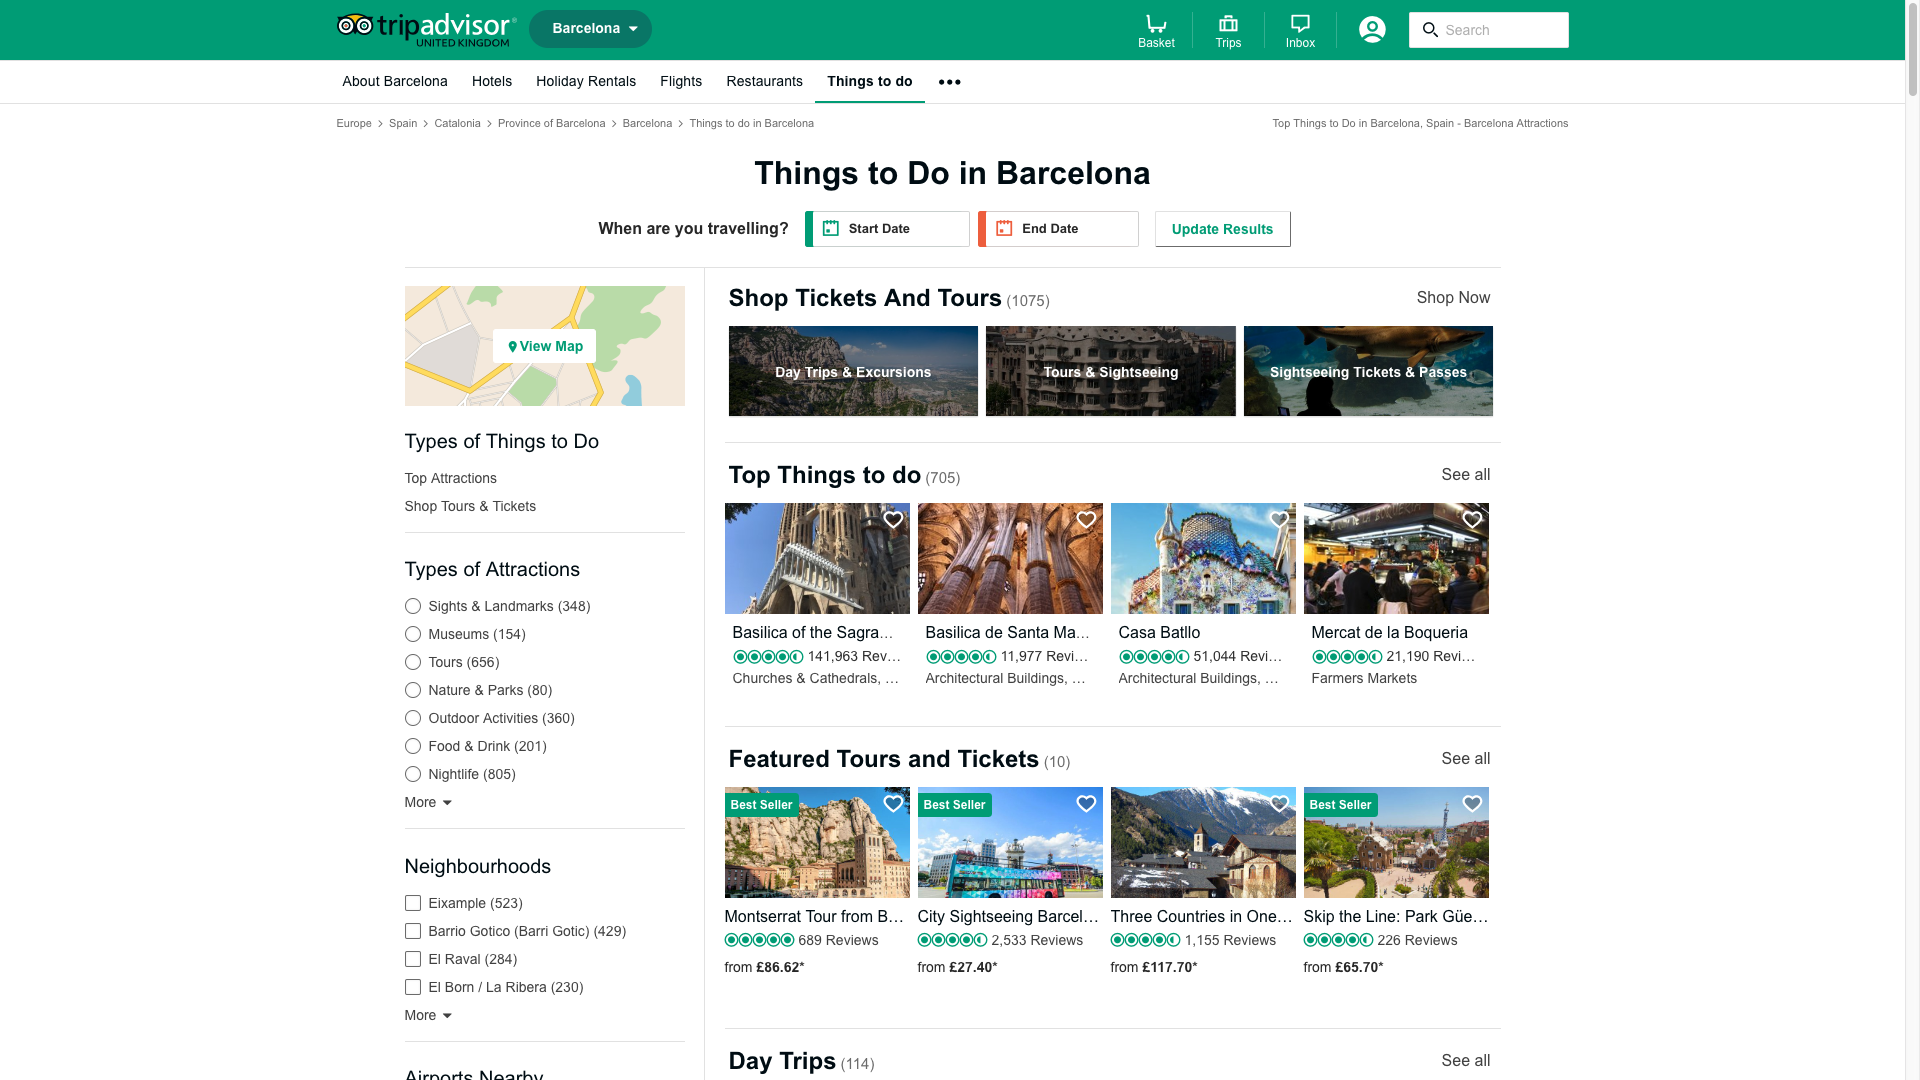 tripadvisor®
UNITED KINGDOM
Barcelona
Basket
Trips
Inbox
Search
About Barcelona
Hotels
Holiday Rentals
Flights
Restaurants
Things to do
Europe > Spain > Catalonia > Province of Barcelona > Barcelona > Things to do in Barcelona
Top Things to Do in Barcelona, Spain - Barcelona Attractions
Things to Do in Barcelona
When are you travelling?
Start Date
End Date
Update Results
View Map
Types of Things to Do
Top Attractions
Shop Tours & Tickets
Types of Attractions
Sights & Landmarks (348)
Museums (154)
Tours (656)
Nature & Parks (80)
Outdoor Activities (360)
Food & Drink (201)
Nightlife (805)
More
Neighbourhoods
Eixample (523)
Barrio Gotico (Barri Gotic) (429)
El Raval (284)
El Born / La Ribera (230)
More
Airports Nearby
Shop Tickets And Tours (1075)
Shop Now
Day Trips & Excursions
Tours & Sightseeing
Sightseeing Tickets & Passes
Top Things to do (705)
See all
Basilica of the Sagra...
141,963 Rev...
Churches & Cathedrals, ...
Basilica de Santa Ma...
11,977 Revi...
Architectural Buildings, ...
Casa Batllo
51,044 Revi...
Architectural Buildings, ...
Mercat de la Boqueria
21,190 Revi...
Farmers Markets
Featured Tours and Tickets (10)
See all
Best Seller
Montserrat Tour from B...
689 Reviews
from £86.62*
Best Seller
City Sightseeing Barcel...
2,533 Reviews
from £27.40*
Three Countries in One...
1,155 Reviews
from £117.70*
Best Seller
Skip the Line: Park Güe...
226 Reviews
from £65.70*
Day Trips (114)
See all